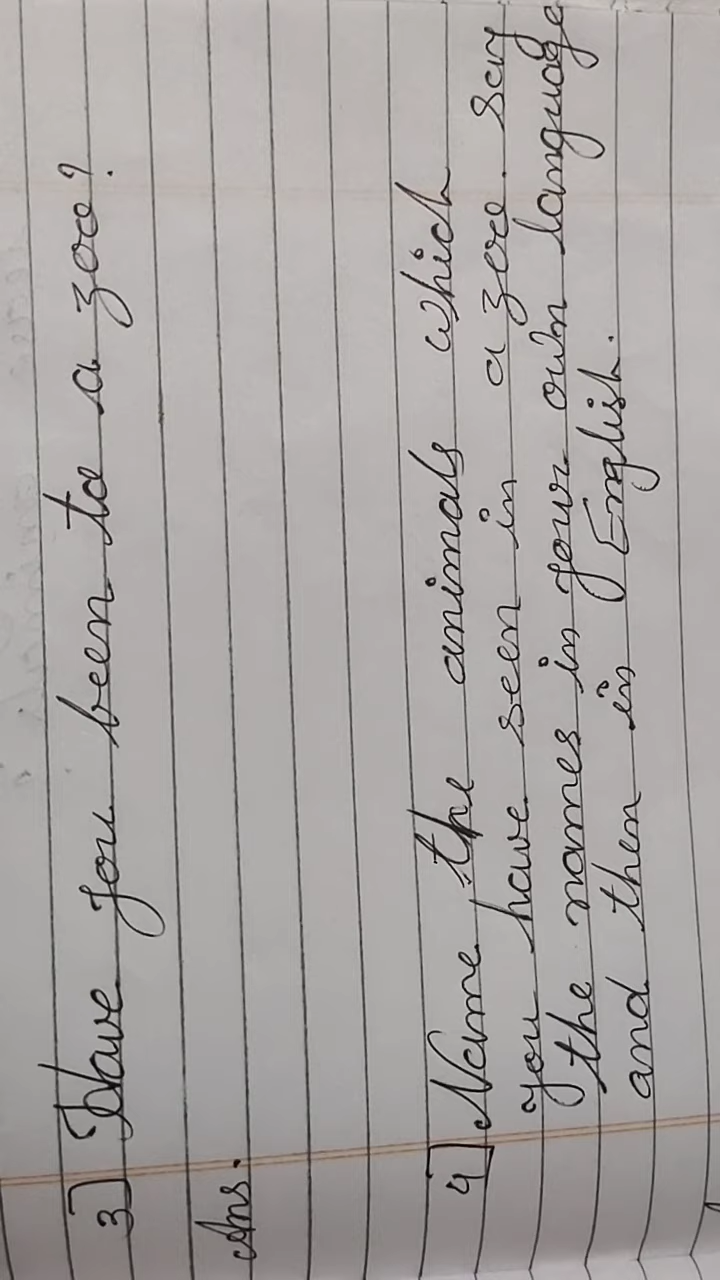 3] Have you been to a zoo?
Ans.
4] Name the animals which
you have seen in a zoo. say
the names in your own language
and then in English.